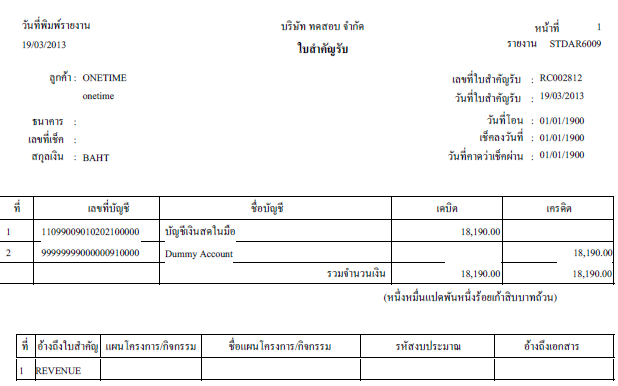 วันที่พิมพ์รายงาน บริษัท ทดสอบ จำกัด หน้าที่ 1
19/03/2013 ใบสำคัญรับ รายงาน STDAR6009
ลูกค้า : ONETIME เลขที่ใบสำคัญรับ : RC002812
onetime วันที่ใบสำคัญรับ : 19/03/2013
ธนาคาร : วันที่โอน : 01/01/1900
เลขที่เช็ค : เช็คลงวันที่ : 01/01/1900
สกุลเงิน : BAHT วันที่คาดว่าเช็คผ่าน : 01/01/1900
ที่ เลขที่บัญชี ชื่อบัญชี เดบิต เครดิต
1 11099009010202100000 บัญชีเงินสดในมือ 18,190.00
2 99999999000000910000 Dummy Account 18,190.00
รวมจำนวนเงิน 18,190.00 18,190.00
(หนึ่งหมื่นแปดพันหนึ่งร้อยเก้าสิบบาทถ้วน)
ที่ อ้างถึงใบสำคัญ แผนโครงการ/กิจกรรม ชื่อแผนโครงการ/กิจกรรม รหัสงบประมาณ อ้างถึงเอกสาร
1 REVENUE